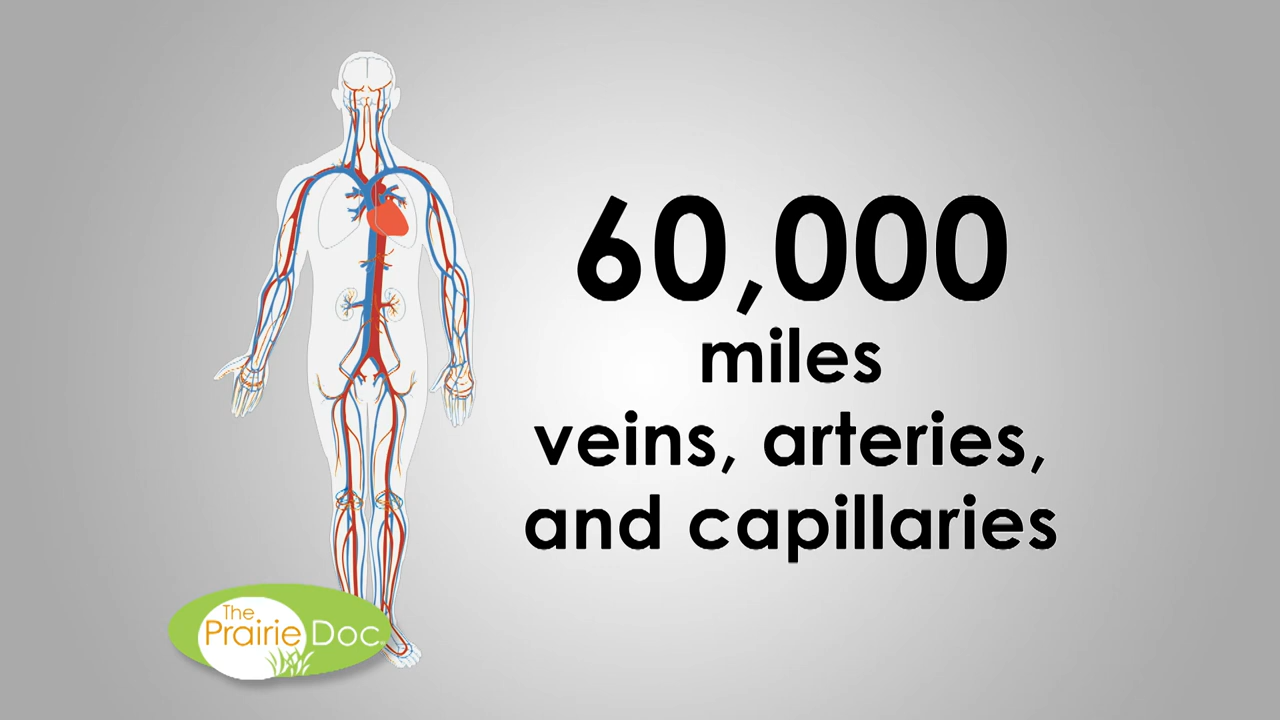 60,000
miles
veins, arteries,
and capillaries
The
Prairie Doc